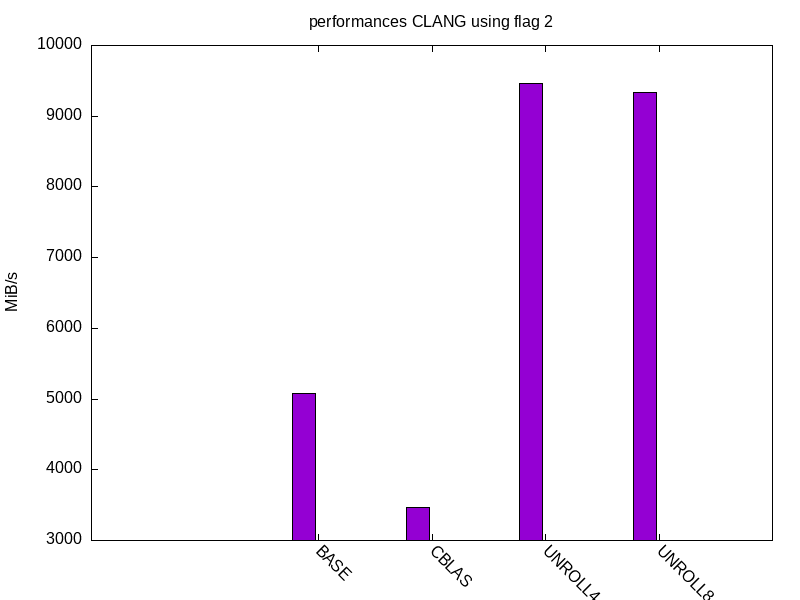 performances CLANG using flag 2
10000
9000
8000
7000
6000
5000
4000
3000
MiB/s
BASE
CBLAS
UNROLL4
UNROLL8